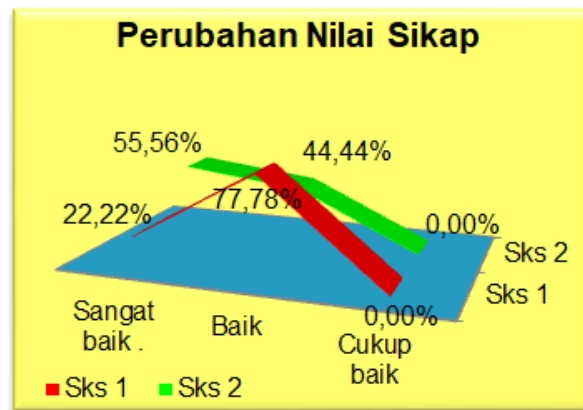 Perubahan Nilai Sikap
55,56%
44,44%
22,22%
77,78%
0,00%
Sks 2
Sks 1
0,00%
Sangat
baik .
Baik
Cukup
baik
Sks 1
Sks 2